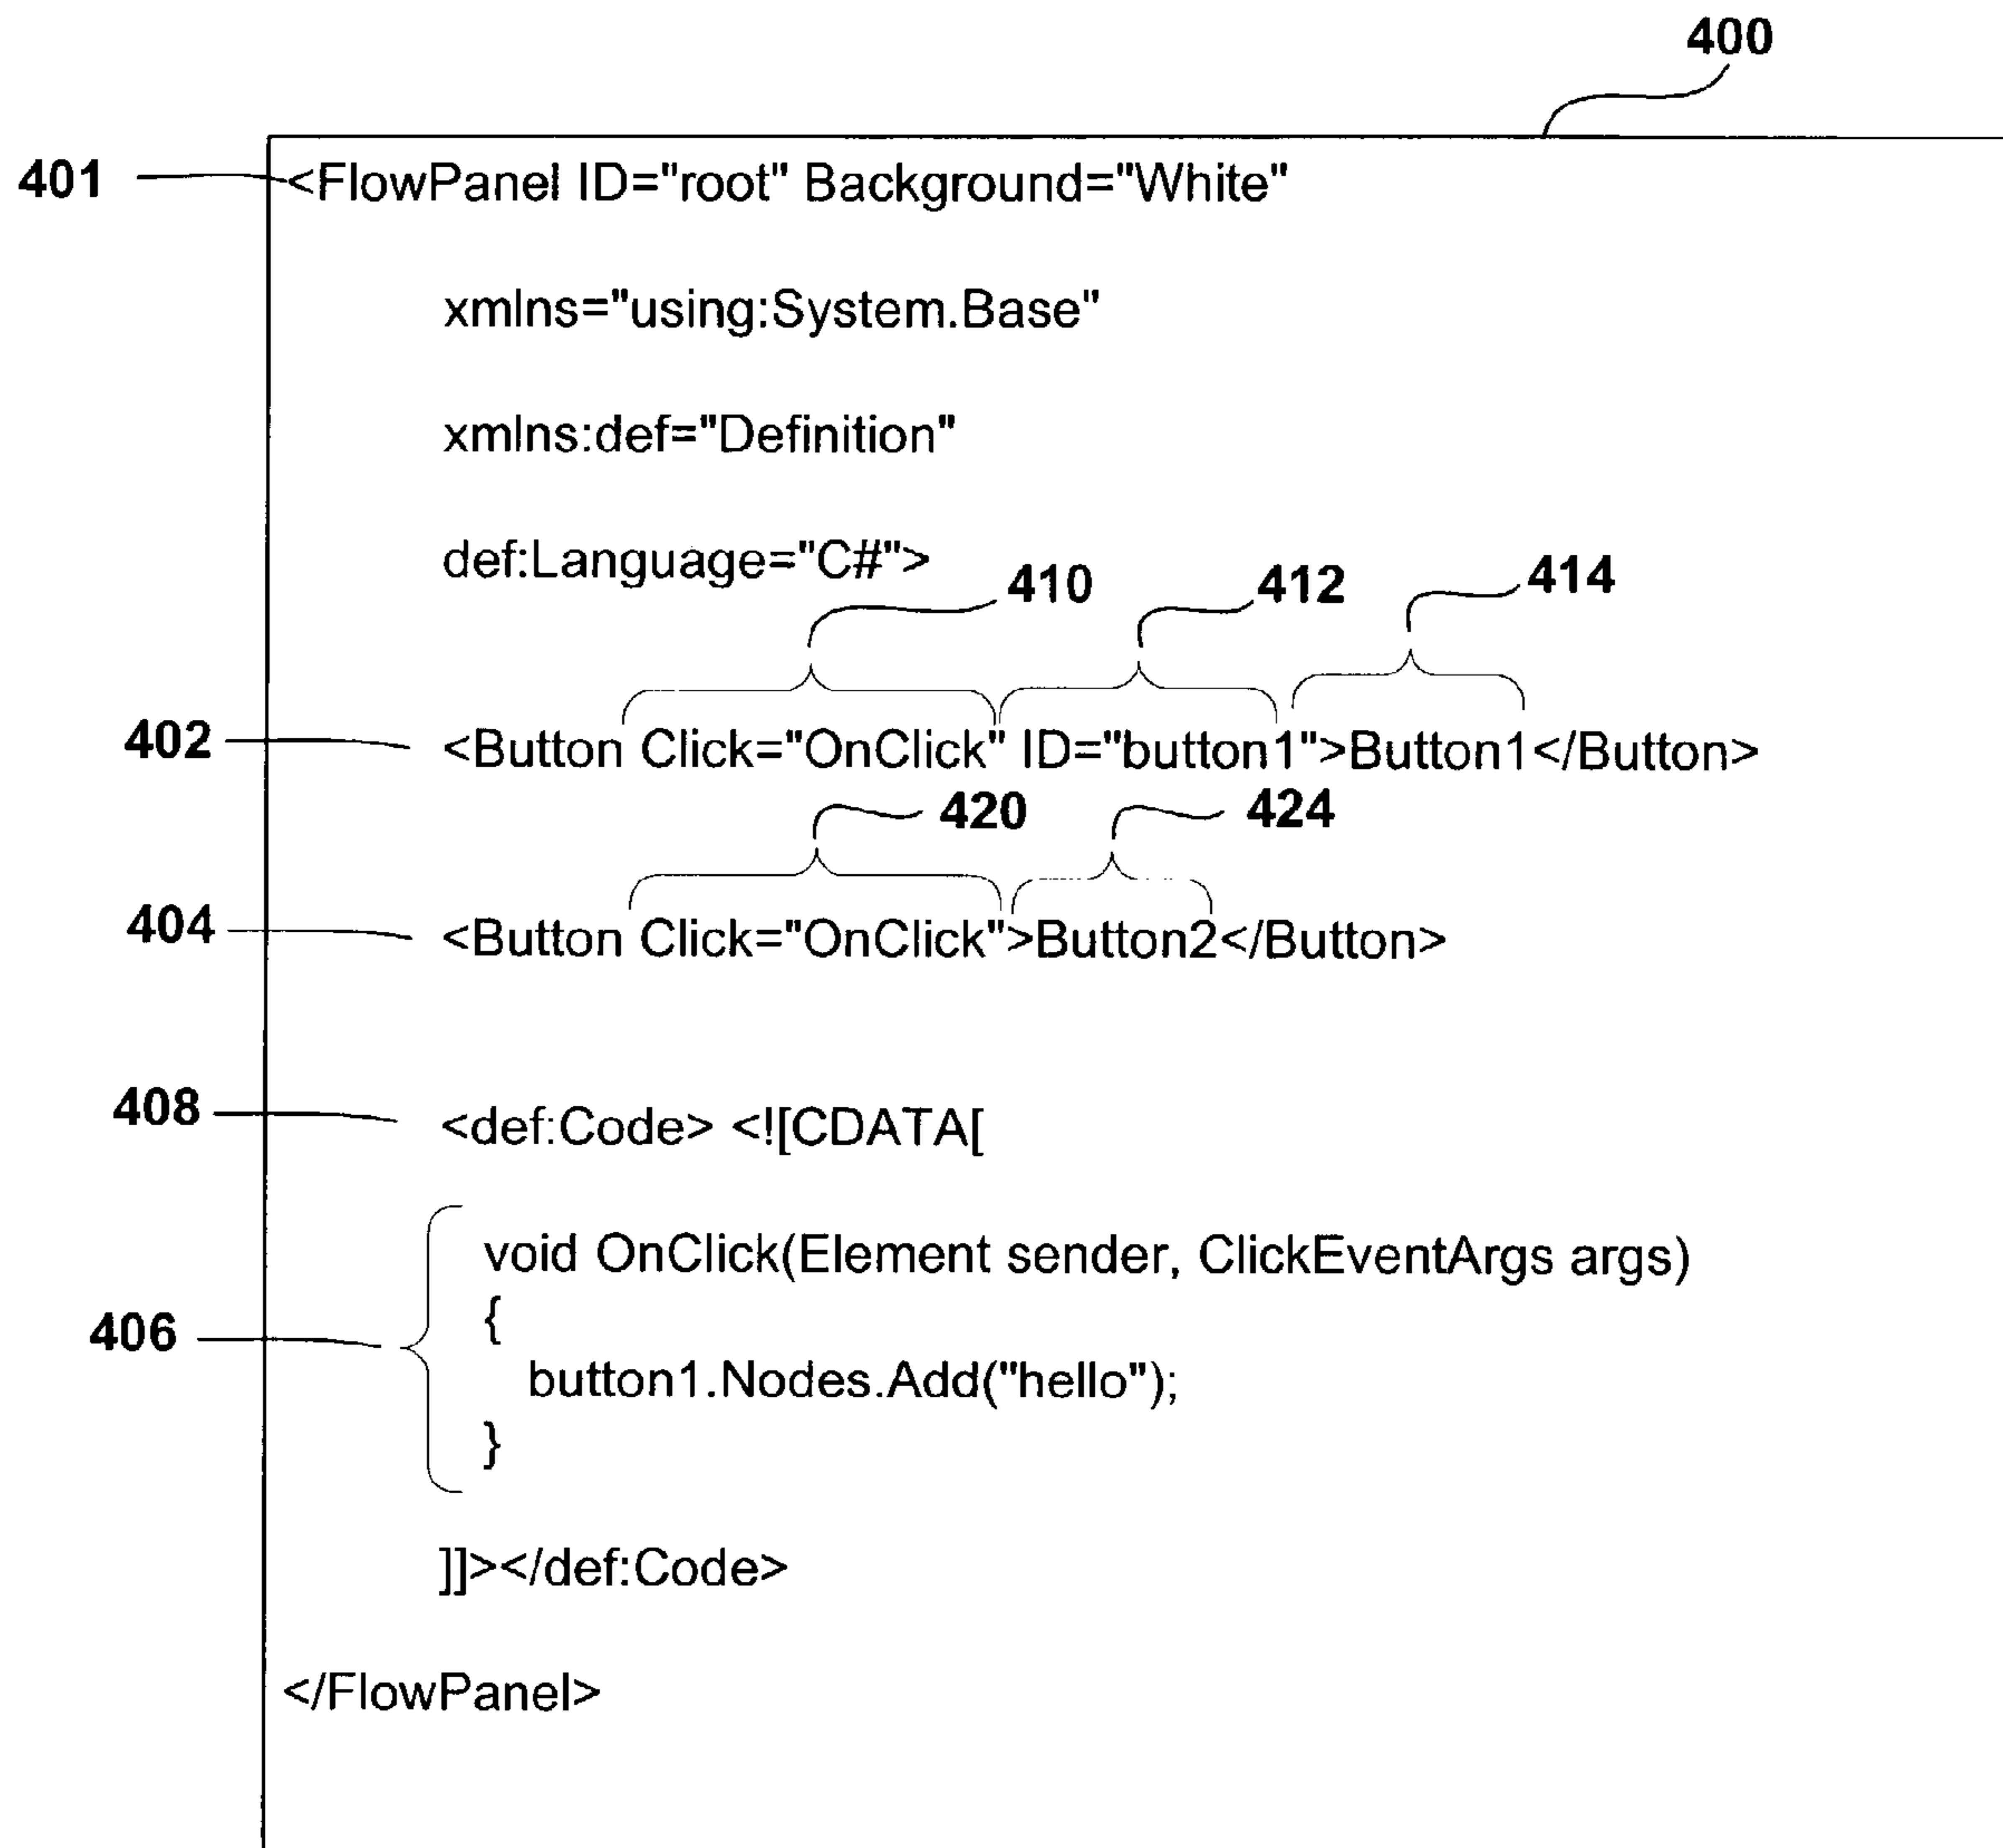 400
401 <FlowPanel ID="root" Background="White"
xmlns="using:System.Base"
xmlns:def="Definition"
def:Language="C#">
410 412 414
402 <Button Click="OnClick" ID="button1">Button1</Button>
420 424
404 <Button Click="OnClick">Button2</Button>
408 <def:Code> <![CDATA[
void OnClick(Element sender, ClickEventArgs args)
{
406
button1.Nodes.Add("hello");
}
]]></def:Code>
</FlowPanel>